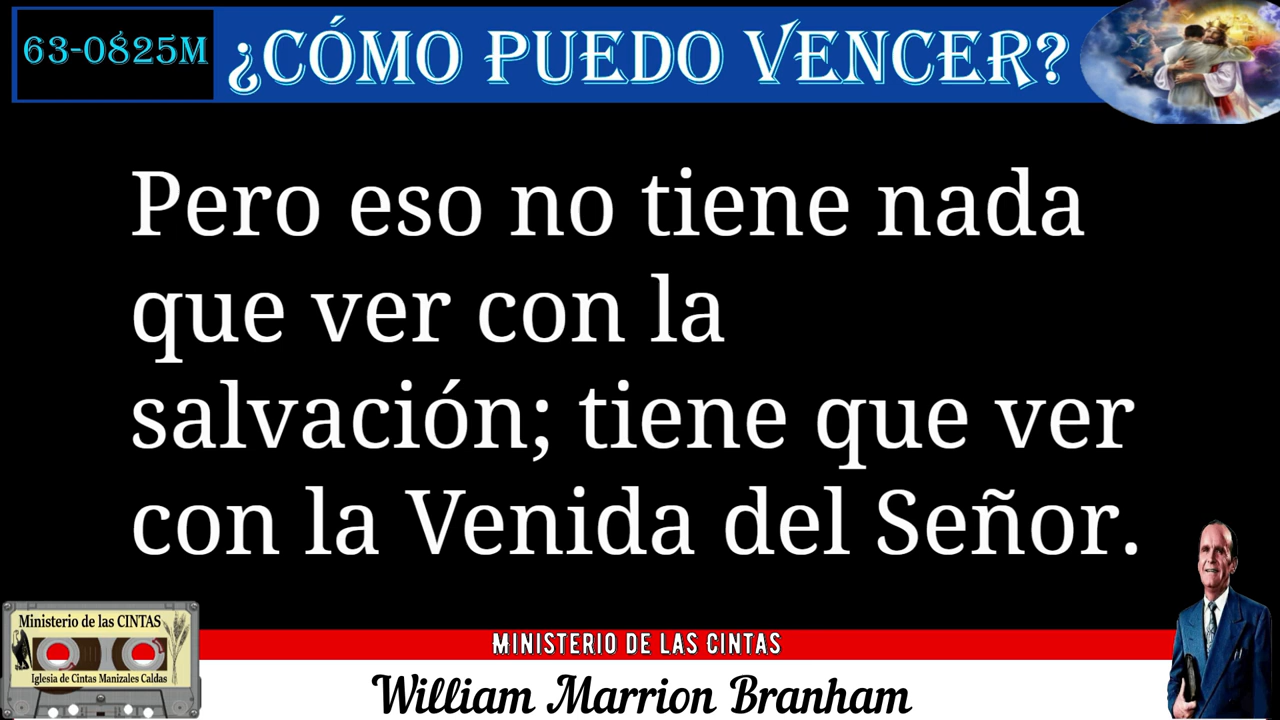 63-0825M
¿CÓMO PUEDO VENCER?
Pero eso no tiene nada
que ver con la
salvación; tiene que ver
con la Venida del Señor.
Ministerio de las CINTAS
Iglesia de Cintas Manizales Caldas
MINISTERIO DE LAS CINTAS
William Marrion Branham